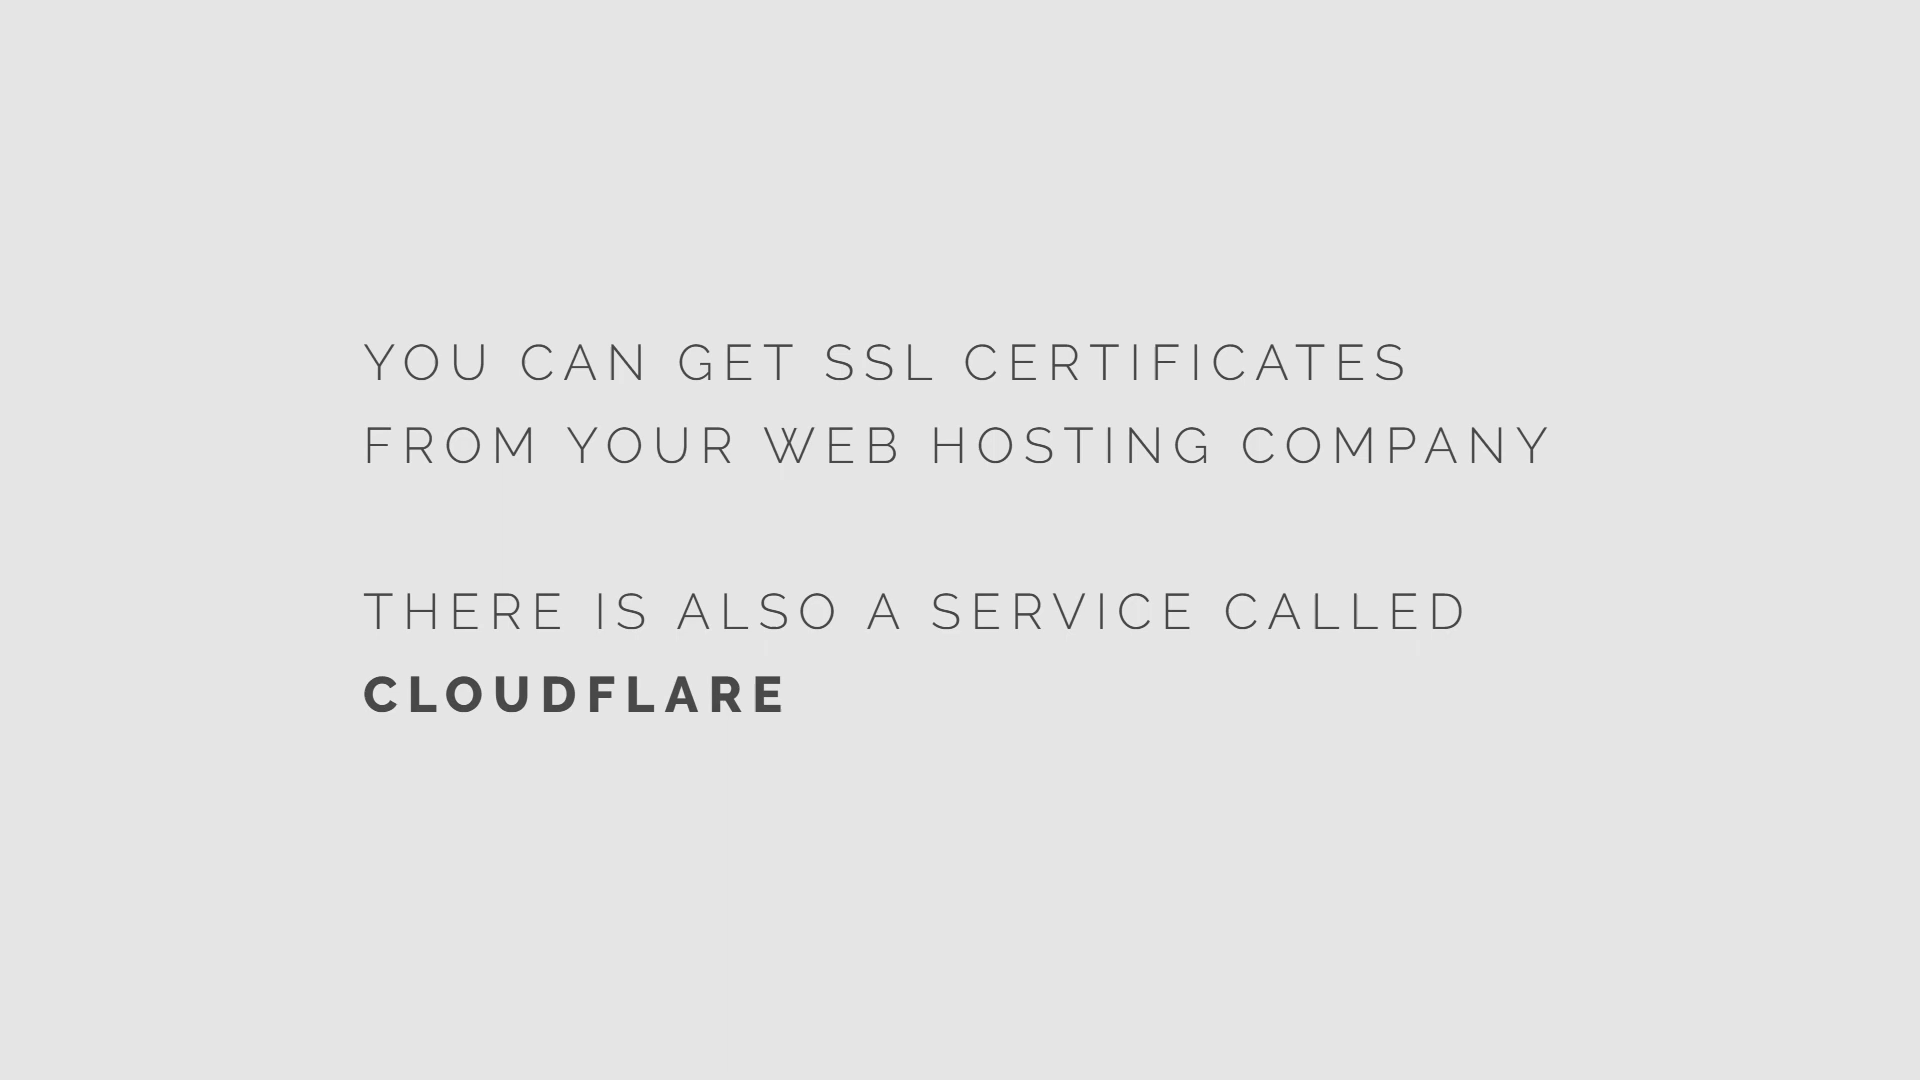 YOU CAN GET SSL CERTIFICATES
FROM YOUR WEB HOSTING COMPANY
THERE IS ALSO A SERVICE CALLED
CLOUDFLARE